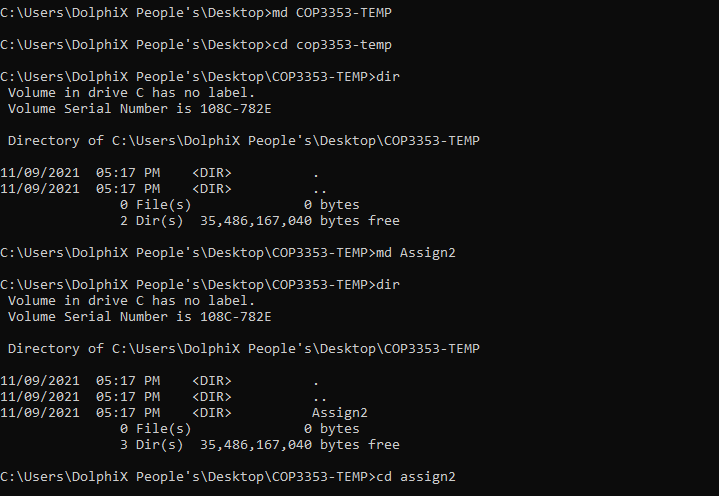 C:\Users\DolphiX People's\Desktop>md COP3353-TEMP
C:\Users\DolphiX People's\Desktop>cd cop3353-temp
C:\Users\DolphiX People's\Desktop\COP3353-TEMP>dir
 Volume in drive C has no label.
 Volume Serial Number is 108C-782E
 Directory of C:\Users\DolphiX People's\Desktop\COP3353-TEMP
11/09/2021  05:17 PM    <DIR>          .
11/09/2021  05:17 PM    <DIR>          ..
               0 File(s)              0 bytes
               2 Dir(s)  35,486,167,040 bytes free
C:\Users\DolphiX People's\Desktop\COP3353-TEMP>md Assign2
C:\Users\DolphiX People's\Desktop\COP3353-TEMP>dir
 Volume in drive C has no label.
 Volume Serial Number is 108C-782E
 Directory of C:\Users\DolphiX People's\Desktop\COP3353-TEMP
11/09/2021  05:17 PM    <DIR>          .
11/09/2021  05:17 PM    <DIR>          ..
11/09/2021  05:17 PM    <DIR>          Assign2
               0 File(s)              0 bytes
               3 Dir(s)  35,486,167,040 bytes free
C:\Users\DolphiX People's\Desktop\COP3353-TEMP>cd assign2